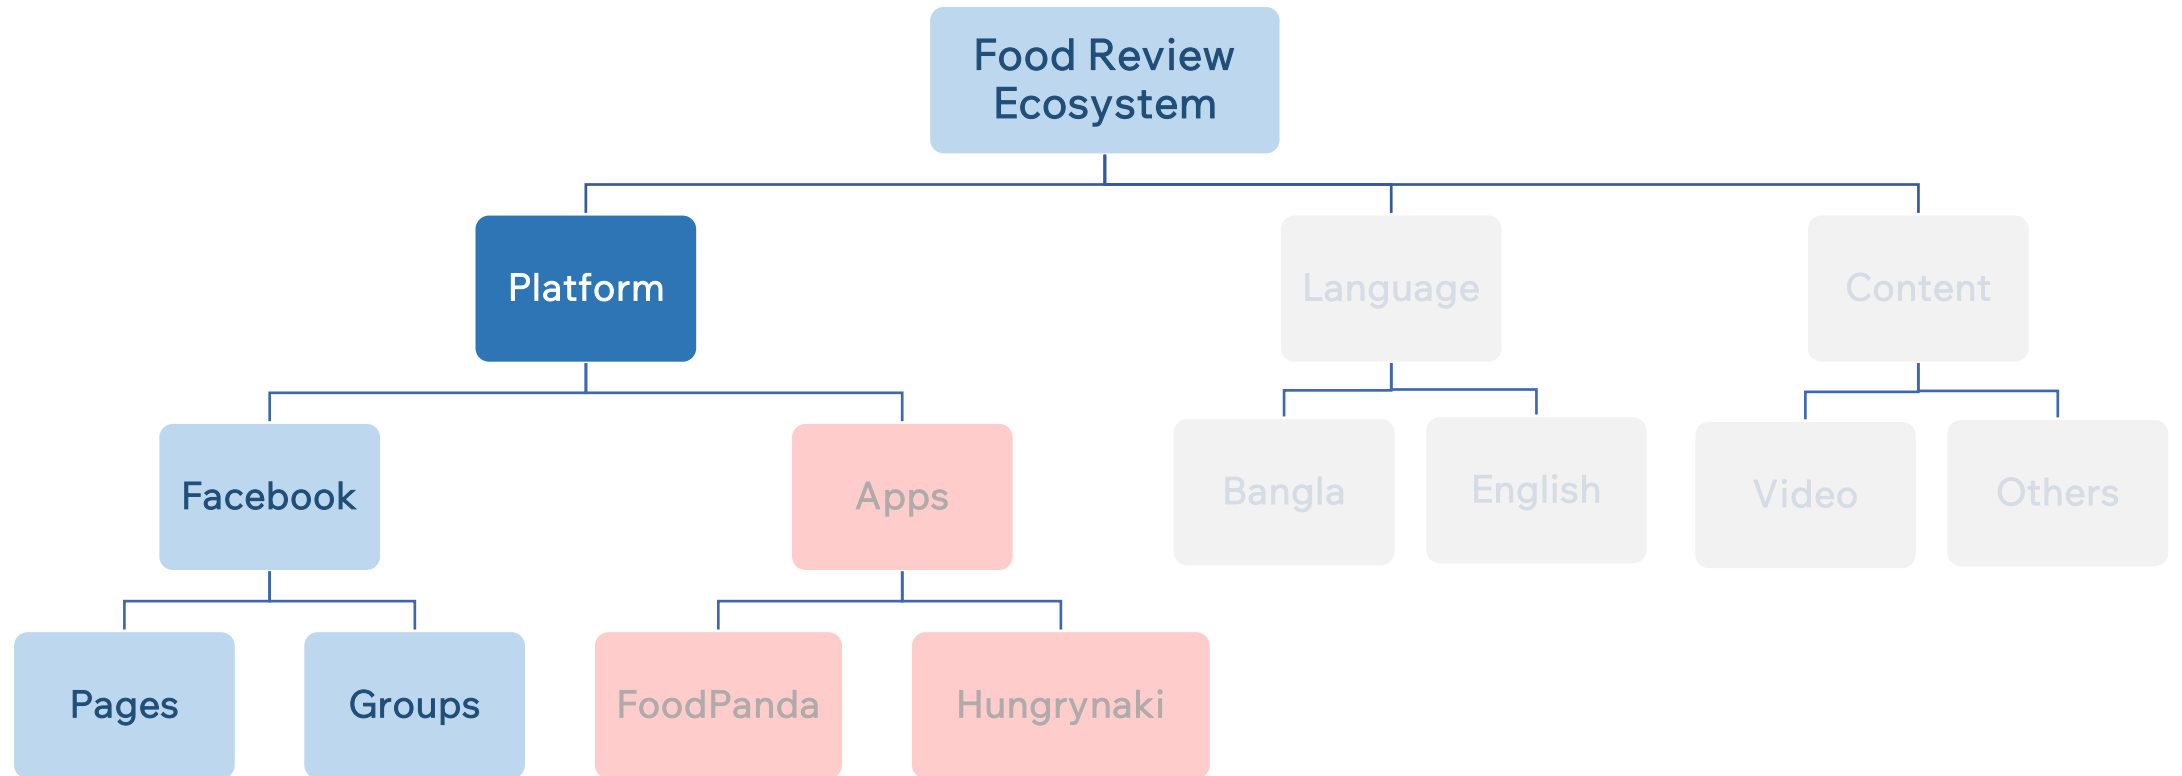 Food Review
Ecosystem
Platform
Language
Content
Facebook
Apps
Bangla
English
Video
Others
Pages
Groups
FoodPanda
Hungrynaki